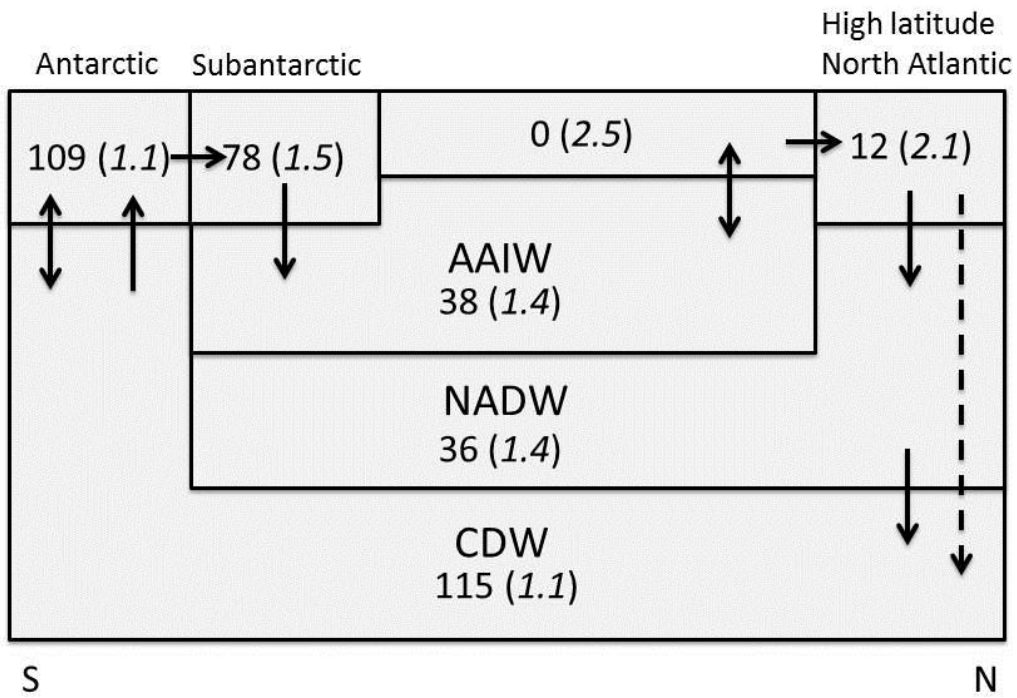 High latitude
North Atlantic
Antarctic
Subantarctic
109 (1.1)
78 (1.5)
0 (2.5)
12 (2.1)
AAIW
38 (1.4)
NADW
36 (1.4)
CDW
115 (1.1)
S
N